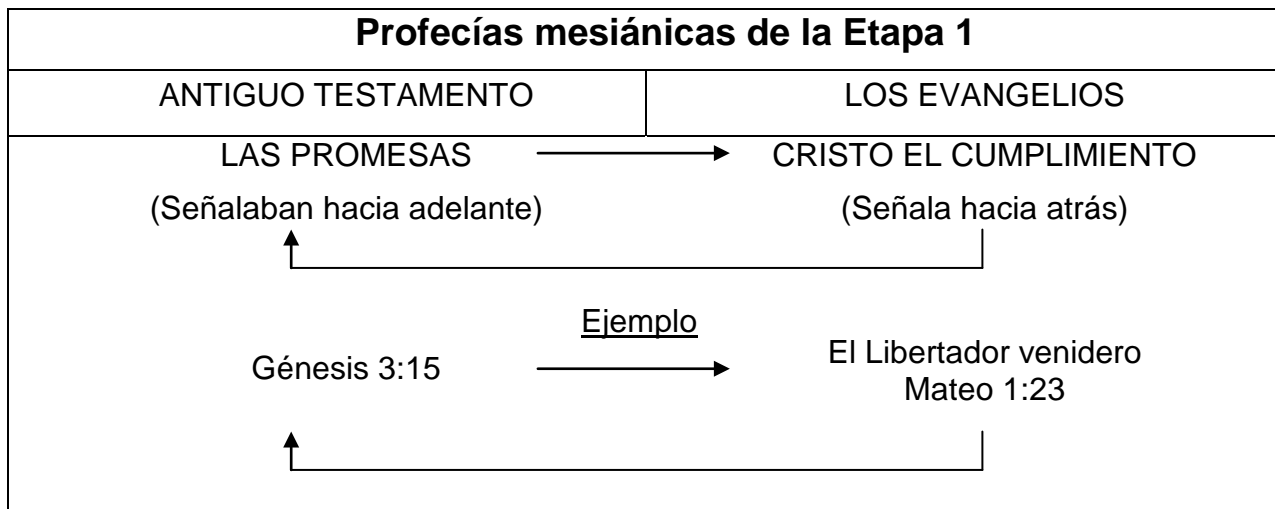 Profecías mesiánicas de la Etapa 1
ANTIGUO TESTAMENTO
LOS EVANGELIOS
LAS PROMESAS
CRISTO EL CUMPLIMIENTO
(Señalaban hacia adelante)
(Señala hacia atrás)
Ejemplo
Génesis 3:15
El Libertador venidero
Mateo 1:23